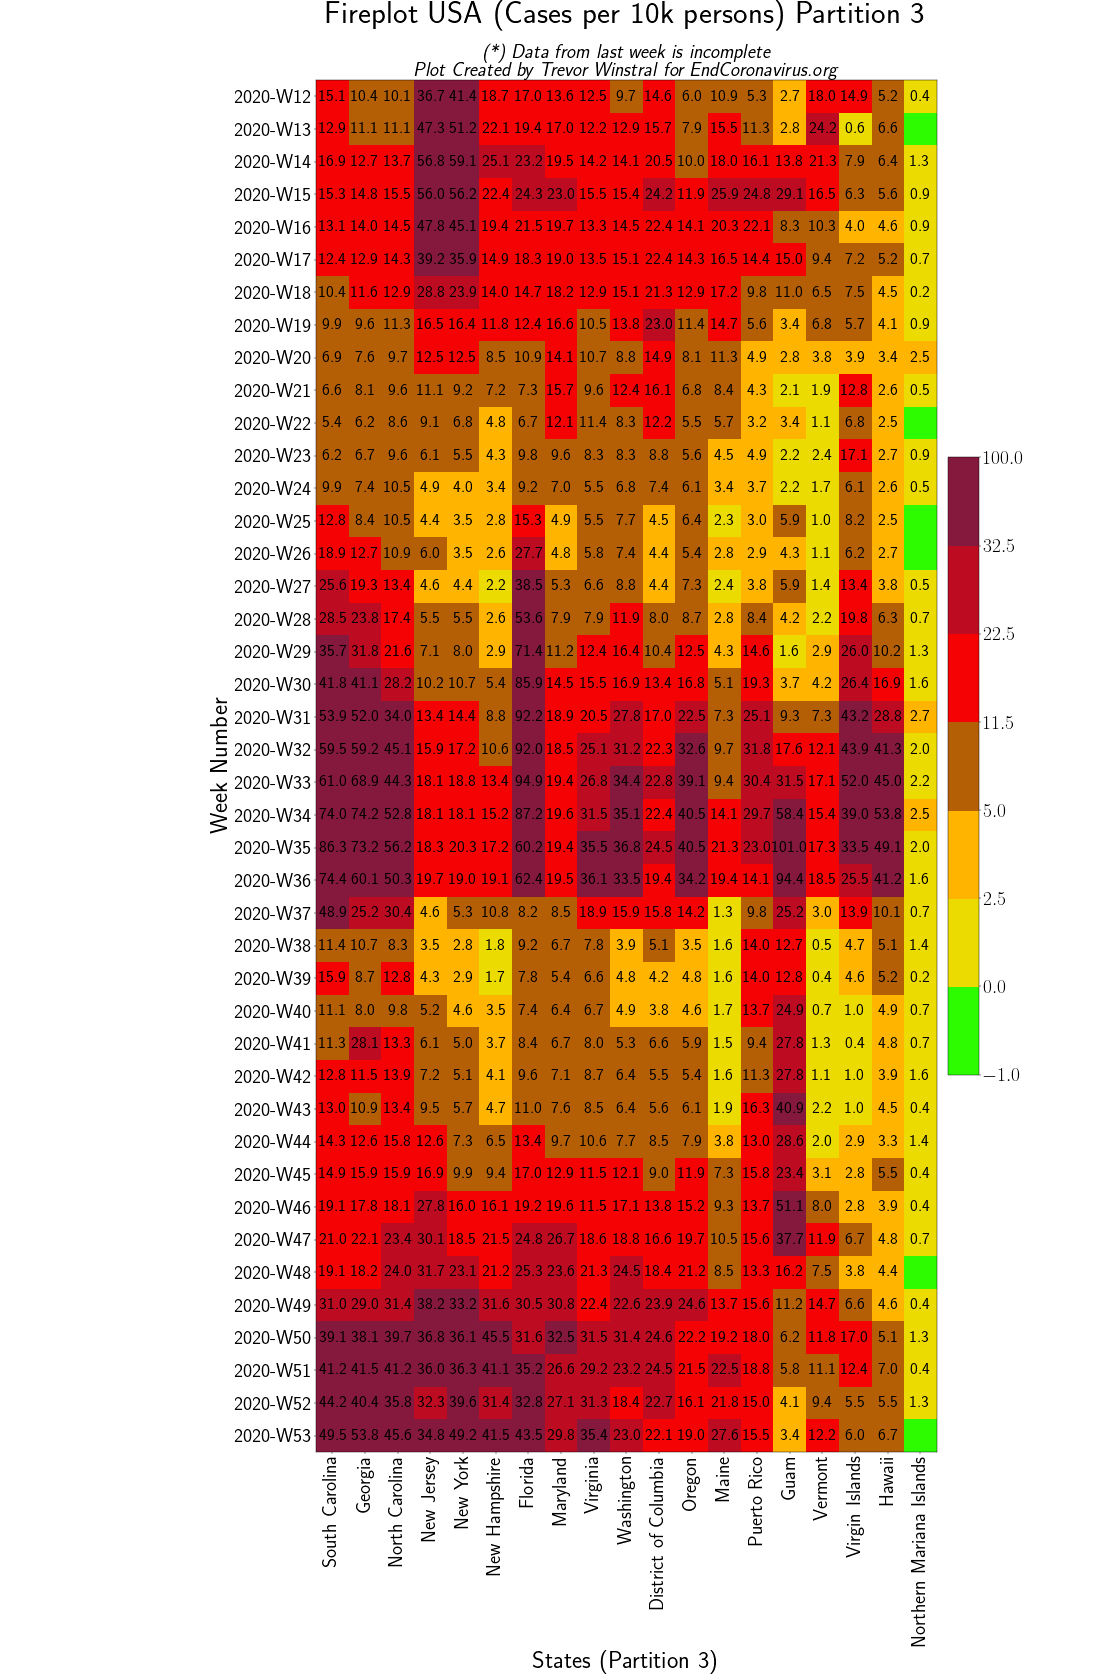 Fireplot USA (Cases per 10k persons) Partition 3
(*) Data from last week is incomplete
Plot Created by Trevor Winstral for EndCoronavirus.org
2020-W12 15.1 10.4 10.1 36.7 41.4 18.7 17.0 13.6 12.5 9.7 14.6 6.0 10.9 5.3 2.7 18.0 14.9 5.2 0.4
2020-W13 12.9 11.1 11.1 47.3 51.2 22.1 19.4 17.0 12.2 12.9 15.7 7.9 15.5 11.3 2.8 24.2 0.6 6.6
2020-W14 16.9 12.7 13.7 56.8 59.1 25.1 23.2 19.5 14.2 14.1 20.5 10.0 18.0 16.1 13.8 21.3 7.9 6.4 1.3
2020-W15 15.3 14.8 15.5 56.0 56.2 22.4 24.3 23.0 15.5 15.4 24.2 11.9 25.9 24.8 29.1 16.5 6.3 5.6 0.9
2020-W16 13.1 14.0 14.5 47.8 45.1 19.4 21.5 19.7 13.3 14.5 22.4 14.1 20.3 22.1 8.3 10.3 4.0 4.6 0.9
2020-W17 12.4 12.9 14.3 39.2 35.9 14.9 18.3 19.0 13.5 15.1 22.4 14.3 16.5 14.4 15.0 9.4 7.2 5.2 0.7
2020-W18 10.4 11.6 12.9 28.8 23.9 14.0 14.7 18.2 12.9 15.1 21.3 12.9 17.2 9.8 11.0 6.5 7.5 4.5 0.2
2020-W19 9.9 9.6 11.3 16.5 16.4 11.8 12.4 16.6 10.5 13.8 23.0 11.4 14.7 5.6 3.4 6.8 5.7 4.1 0.9
2020-W20 6.9 7.6 9.7 12.5 12.5 8.5 10.9 14.1 10.7 8.8 14.9 8.1 11.3 4.9 2.8 3.8 3.9 3.4 2.5
2020-W21 6.6 8.1 9.6 11.1 9.2 7.2 7.3 15.7 9.6 12.4 16.1 6.8 8.4 4.3 2.1 1.9 12.8 2.6 0.5
2020-W22 5.4 6.2 8.6 9.1 6.8 4.8 6.7 12.1 11.4 8.3 12.2 5.5 5.7 3.2 3.4 1.1 6.8 2.5
2020-W23 6.2 6.7 9.6 6.1 5.5 4.3 9.8 9.6 8.3 8.3 8.8 5.6 4.5 4.9 2.2 2.4 17.1 2.7 0.9
2020-W24 9.9 7.4 10.5 4.9 4.0 3.4 9.2 7.0 5.5 6.8 7.4 6.1 3.4 3.7 2.2 1.7 6.1 2.6 0.5
2020-W25 12.8 8.4 10.5 4.4 3.5 2.8 15.3 4.9 5.5 7.7 4.5 6.4 2.3 3.0 5.9 1.0 8.2 2.5
2020-W26 18.9 12.7 10.9 6.0 3.5 2.6 27.7 4.8 5.8 7.4 4.4 5.4 2.8 2.9 4.3 1.1 6.2 2.7
2020-W27 25.6 19.3 13.4 4.6 4.4 2.2 38.5 5.3 6.6 8.8 4.4 7.3 2.4 3.8 5.9 1.4 13.4 3.8 0.5
2020-W28 28.5 23.8 17.4 5.5 5.5 2.6 53.6 7.9 7.9 11.9 8.0 8.7 2.8 8.4 4.2 2.2 19.8 6.3 0.7
2020-W29 35.7 31.8 21.6 7.1 8.0 2.9 71.4 11.2 12.4 16.4 10.4 12.5 4.3 14.6 1.6 2.9 26.0 10.2 1.3
2020-W30 41.8 41.1 28.2 10.2 10.7 5.4 85.9 14.5 15.5 16.9 13.4 16.8 5.1 19.3 3.7 4.2 26.4 16.9 1.6
2020-W31 53.9 52.0 34.0 13.4 14.4 8.8 92.2 18.9 20.5 27.8 17.0 22.5 7.3 25.1 9.3 7.3 43.2 28.8 2.7
2020-W32 59.5 59.2 45.1 15.9 17.2 10.6 92.0 18.5 25.1 31.2 22.3 32.6 9.7 31.8 17.6 12.1 43.9 41.3 2.0
2020-W33 61.0 68.9 44.3 18.1 18.8 13.4 94.9 19.4 26.8 34.4 22.8 39.1 9.4 30.4 31.5 17.1 52.0 45.0 2.2
2020-W34 74.0 74.2 52.8 18.1 18.1 15.2 87.2 19.6 31.5 35.1 22.4 40.5 14.1 29.7 58.4 15.4 39.0 53.8 2.5
2020-W35 86.3 73.2 56.2 18.3 20.3 17.2 60.2 19.4 35.5 36.8 24.5 40.5 21.3 23.0 101.0 17.3 33.5 49.1 2.0
2020-W36 74.4 60.1 50.3 19.7 19.0 19.1 62.4 19.5 36.1 33.5 19.4 34.2 19.4 14.1 94.4 18.5 25.5 41.2 1.6
2020-W37 48.9 25.2 30.4 4.6 5.3 10.8 8.2 8.5 18.9 15.9 15.8 14.2 1.3 9.8 25.2 3.0 13.9 10.1 0.7
2020-W38 11.4 10.7 8.3 3.5 2.8 1.8 9.2 6.7 7.8 3.9 5.1 3.5 1.6 14.0 12.7 0.5 4.7 5.1 1.4
2020-W39 15.9 8.7 12.8 4.3 2.9 1.7 7.8 5.4 6.6 4.8 4.2 4.8 1.6 14.0 12.8 0.4 4.6 5.2 0.2
2020-W40 11.1 8.0 9.8 5.2 4.6 3.5 7.4 6.4 6.7 4.9 3.8 4.6 1.7 13.7 24.9 0.7 1.0 4.9 0.7
2020-W41 11.3 28.1 13.3 6.1 5.0 3.7 8.4 6.7 8.0 5.3 6.6 5.9 1.5 9.4 27.8 1.3 0.4 4.8 0.7
2020-W42 12.8 11.5 13.9 7.2 5.1 4.1 9.6 7.1 8.7 6.4 5.5 5.4 1.6 11.3 27.8 1.1 1.0 3.9 1.6
2020-W43 13.0 10.9 13.4 9.5 5.7 4.7 11.0 7.6 8.5 6.4 5.6 6.1 1.9 16.3 40.9 2.2 1.0 4.5 0.4
2020-W44 14.3 12.6 15.8 12.6 7.3 6.5 13.4 9.7 10.6 7.7 8.5 7.9 3.8 13.0 28.6 2.0 2.9 3.3 1.4
2020-W45 14.9 15.9 15.9 16.9 9.9 9.4 17.0 12.9 11.5 12.1 9.0 11.9 7.3 15.8 23.4 3.1 2.8 5.5 0.4
2020-W46 19.1 17.8 18.1 27.8 16.0 16.1 19.2 19.6 11.5 17.1 13.8 15.2 9.3 13.7 51.1 8.0 2.8 3.9 0.4
2020-W47 21.0 22.1 23.4 30.1 18.5 21.5 24.8 26.7 18.6 18.8 16.6 19.7 10.5 15.6 37.7 11.9 6.7 4.8 0.7
2020-W48 19.1 18.2 24.0 31.7 23.1 21.2 25.3 23.6 21.3 24.5 18.4 21.2 8.5 13.3 16.2 7.5 3.8 4.4
2020-W49 31.0 29.0 31.4 38.2 33.2 31.6 30.5 30.8 22.4 22.6 23.9 24.6 13.7 15.6 11.2 14.7 6.6 4.6 0.4
2020-W50 39.1 38.1 39.7 36.8 36.1 45.5 31.6 32.5 31.5 31.4 24.6 22.2 19.2 18.0 6.2 11.8 17.0 5.1 1.3
2020-W51 41.2 41.5 41.2 36.0 36.3 41.1 35.2 26.6 29.2 23.2 24.5 21.5 22.5 18.8 5.8 11.1 12.4 7.0 0.4
2020-W52 44.2 40.4 35.8 32.3 39.6 31.4 32.8 27.1 31.3 18.4 22.7 16.1 21.8 15.0 4.1 9.4 5.5 5.5 1.3
2020-W53 49.5 53.8 45.6 34.8 49.2 41.5 43.5 29.8 35.4 23.0 22.1 19.0 27.6 15.5 3.4 12.2 6.0 6.7
Week Number
100.0
32.5
22.5
11.5
5.0
2.5
0.0
−1.0
South Carolina
Georgia
North Carolina
New Jersey
New York
New Hampshire
Florida
Maryland
Virginia
Washington
District of Columbia
Oregon
Maine
Puerto Rico
Guam
Vermont
Virgin Islands
Hawaii
Northern Mariana Islands
States (Partition 3)